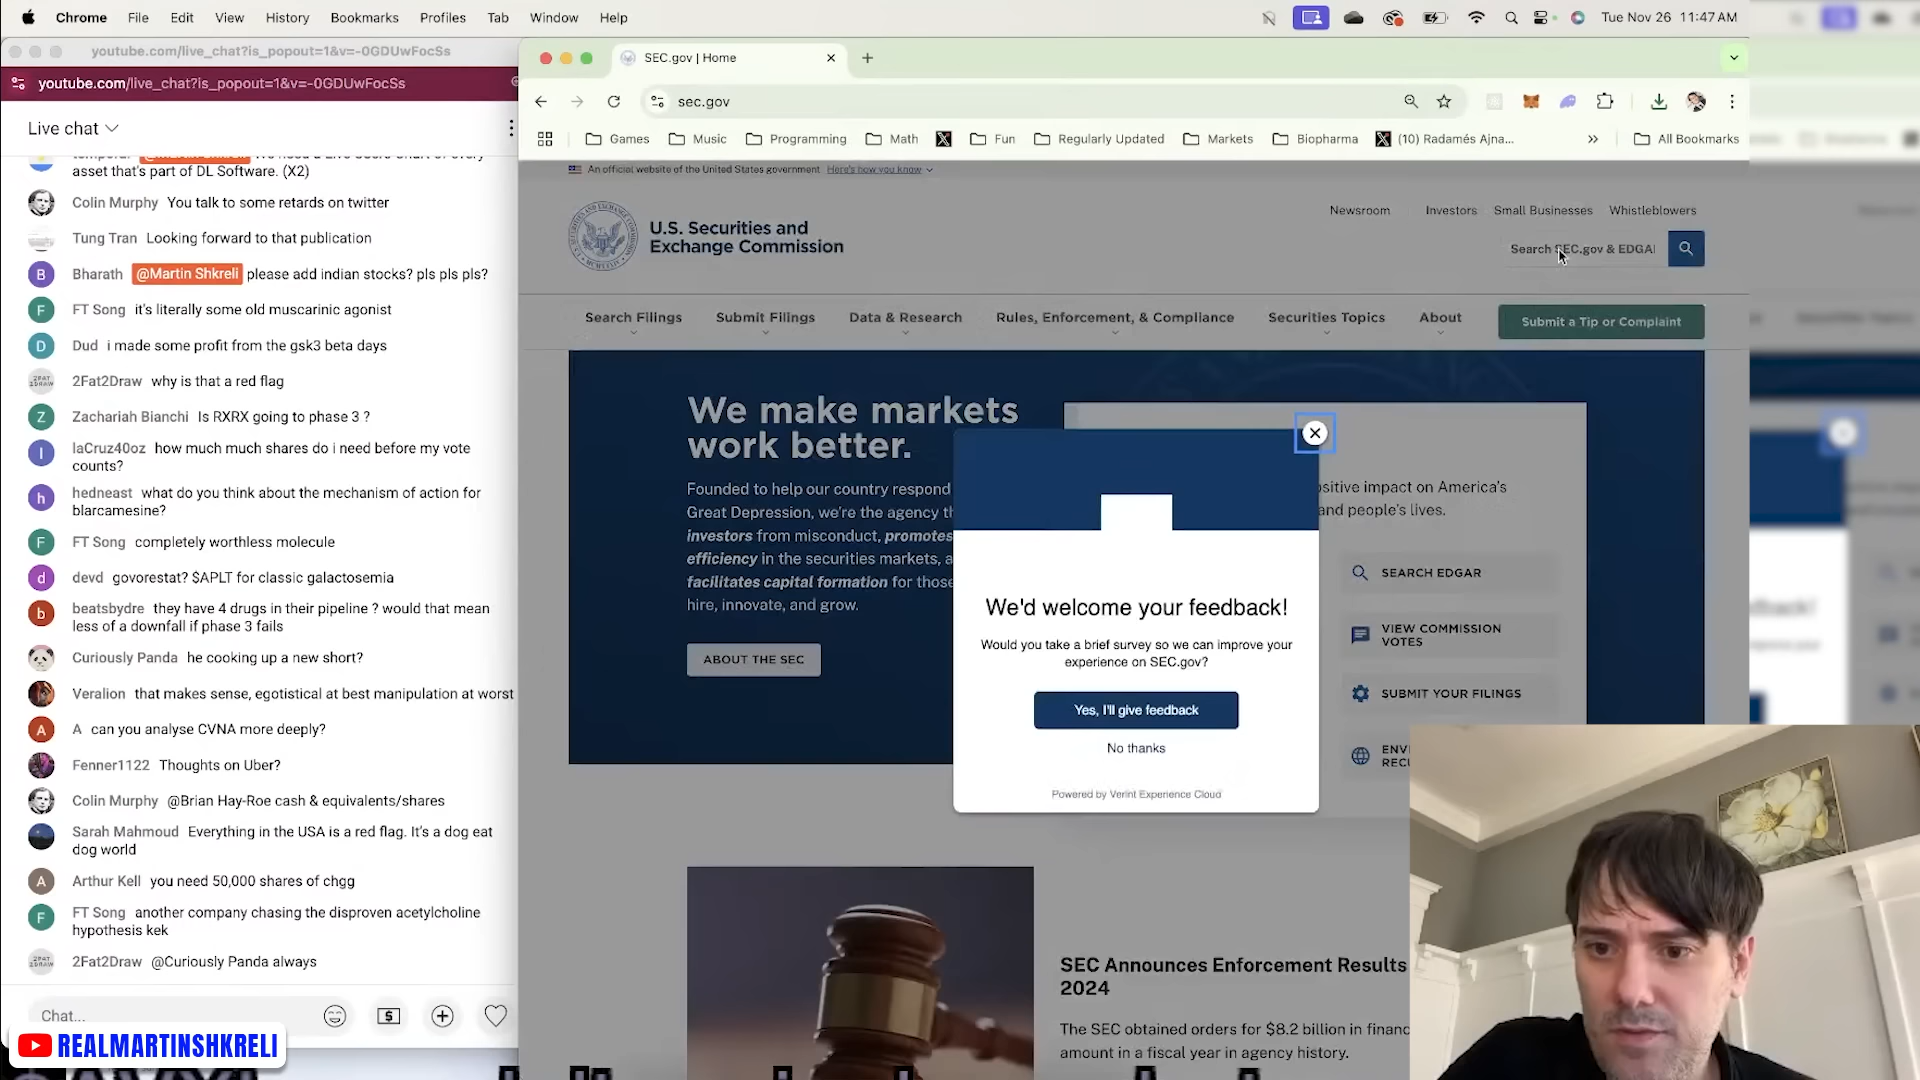 Chrome File Edit View History Bookmarks Profiles Tab Window Help
Tue Nov 26 11:47 AM
youtube.com/live_chat?is_popout=1&v=-0GDUwFocSs
youtube.com/live_chat?is_popout=1&v=-0GDUwFocSs
Live chat
asset that's part of DL Software. (X2)
Colin Murphy You talk to some retards on twitter
Tung Tran Looking forward to that publication
B Bharath @Martin Shkreli please add indian stocks? pls pls pls?
F FT Song it's literally some old muscarinic agonist
D Dud i made some profit from the gsk3 beta days
2Fat2Draw why is that a red flag
Z Zachariah Bianchi Is RXRX going to phase 3 ?
l laCruz40oz how much much shares do i need before my vote
counts?
h hedneast what do you think about the mechanism of action for
blarcamesine?
F FT Song completely worthless molecule
d devd govorestat? $APLT for classic galactosemia
b beatsbydre they have 4 drugs in their pipeline ? would that mean
less of a downfall if phase 3 fails
Curiously Panda he cooking up a new short?
Veralion that makes sense, egotistical at best manipulation at worst
A A can you analyse CVNA more deeply?
Fenner1122 Thoughts on Uber?
Colin Murphy @Brian Hay-Roe cash & equivalents/shares
Sarah Mahmoud Everything in the USA is a red flag. It's a dog eat
dog world
A Arthur Kell you need 50,000 shares of chgg
F FT Song another company chasing the disproven acetylcholine
hypothesis kek
2Fat2Draw @Curiously Panda always
Chat...
REALMARTINSHKRELI
SEC.gov | Home
sec.gov
Games Music Programming Math Fun Regularly Updated Markets Biopharma (10) Radamés Ajna... » All Bookmarks
An official website of the United States government Here's how you know
U.S. Securities and
Exchange Commission
Newsroom Investors Small Businesses Whistleblowers
Search SEC.gov & EDGA
Search Filings Submit Filings Data & Research Rules, Enforcement, & Compliance Securities Topics About Submit a Tip or Complaint
We make markets
work better.
Founded to help our country respond
Great Depression, we're the agency th
investors from misconduct, promotes
efficiency in the securities markets, a
facilitates capital formation for those
hire, innovate, and grow.
ABOUT THE SEC
ositive impact on America's
and people's lives.
SEARCH EDGAR
VIEW COMMISSION
VOTES
SUBMIT YOUR FILINGS
We'd welcome your feedback!
Would you take a brief survey so we can improve your
experience on SEC.gov?
Yes, I'll give feedback
No thanks
Powered by Verint Experience Cloud
SEC Announces Enforcement Results
2024
The SEC obtained orders for $8.2 billion in financ
amount in a fiscal year in agency history.